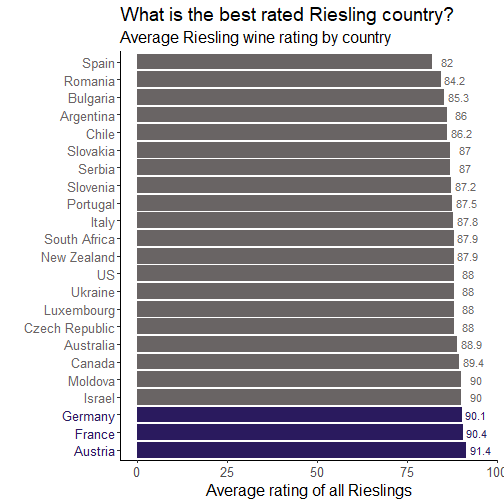 What is the best rated Riesling country?
Average Riesling wine rating by country
Spain 82
Romania 84.2
Bulgaria 85.3
Argentina 86
Chile 86.2
Slovakia 87
Serbia 87
Slovenia 87.2
Portugal 87.5
Italy 87.8
South Africa 87.9
New Zealand 87.9
US 88
Ukraine 88
Luxembourg 88
Czech Republic 88
Australia 88.9
Canada 89.4
Moldova 90
Israel 90
Germany 90.1
France 90.4
Austria 91.4
0 25 50 75 100
Average rating of all Rieslings